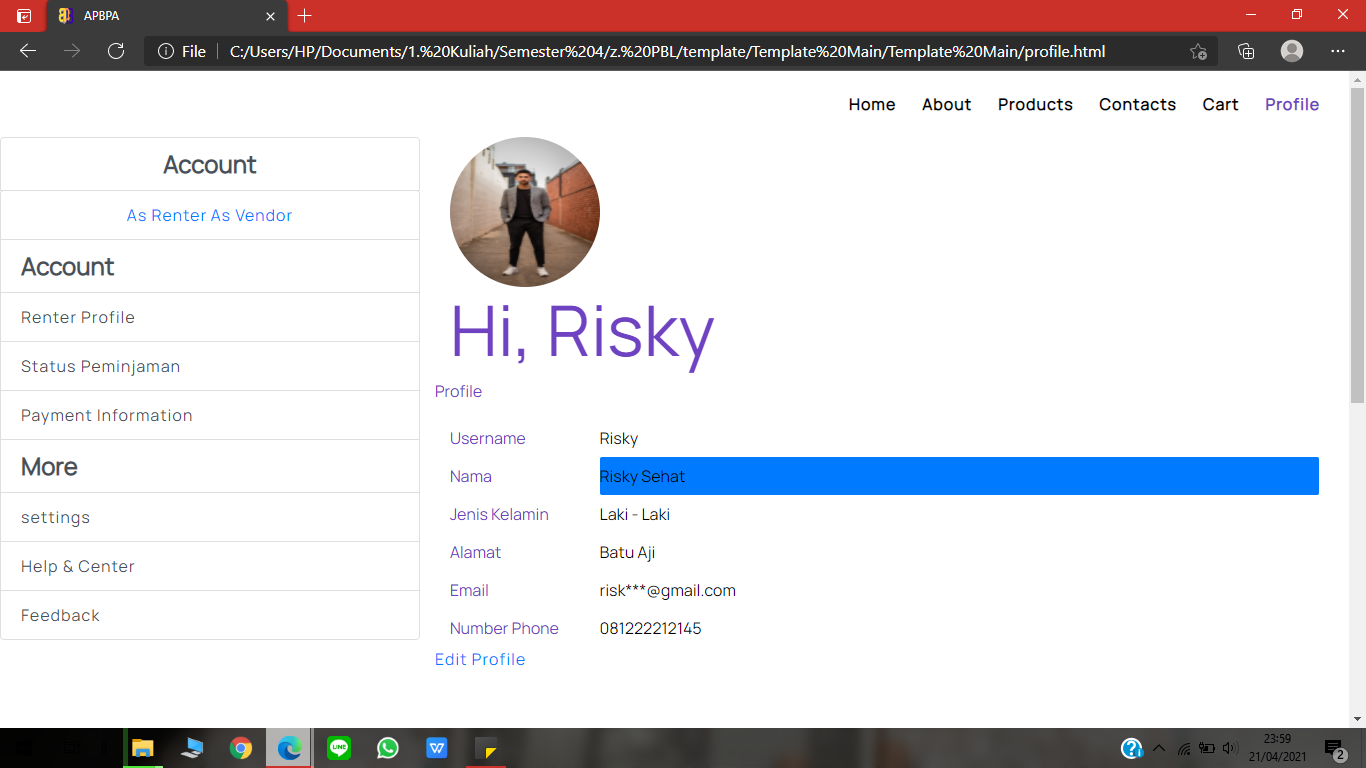 APBPA
File
C:/Users/HP/Documents/1.%20Kuliah/Semester%204/z.%20PBL/template/Template%20Main/Template%20Main/profile.html
Home About Products Contacts Cart Profile
Account
As Renter As Vendor
Account
Renter Profile
Status Peminjaman
Payment Information
More
settings
Help & Center
Feedback
Hi, Risky
Profile
Username Risky
Nama Risky Sehat
Jenis Kelamin Laki - Laki
Alamat Batu Aji
Email risk***@gmail.com
Number Phone 081222212145
Edit Profile
LINE
W
23:59
21/04/2021
2